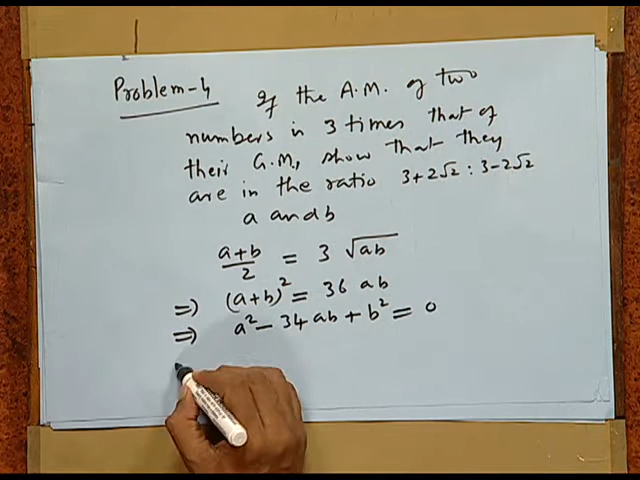 Problem-4 If the A.M. of two
numbers is 3 times that of
their G.M., show that they
are in the ratio 3+2√2 : 3-2√2
a and b
(a+b)/2 = 3 √ab
⇒) (a+b)² = 36 ab
⇒) a² - 34 ab + b² = 0